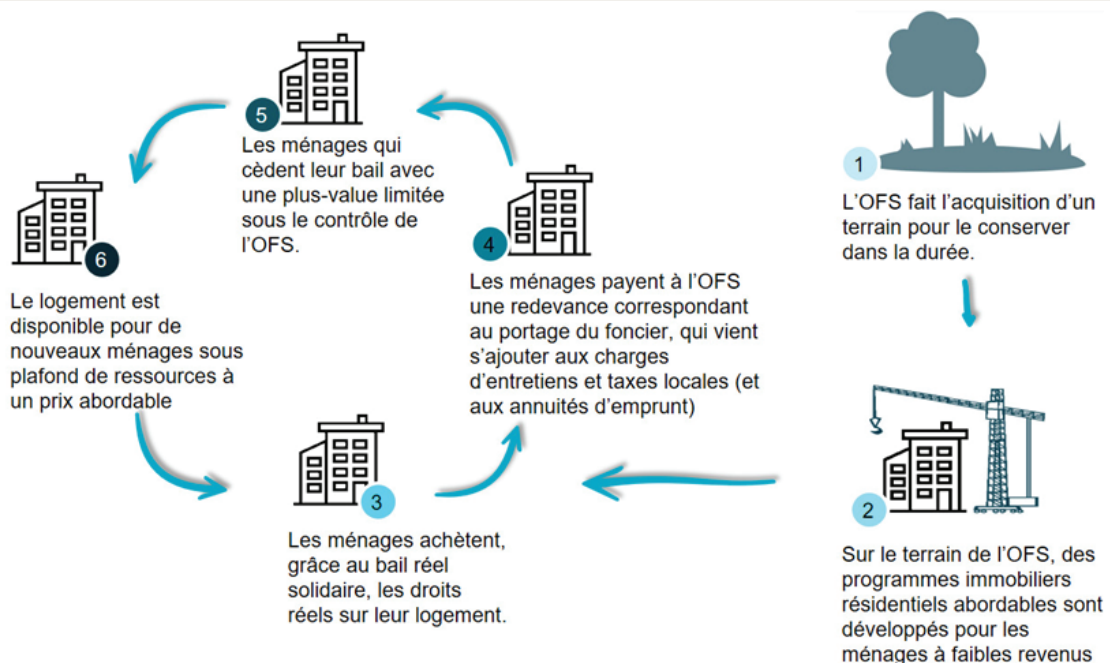 1
L’OFS fait l’acquisition d’un
terrain pour le conserver
dans la durée.
2
Sur le terrain de l’OFS, des
programmes immobiliers
résidentiels abordables sont
développés pour les
ménages à faibles revenus
3
Les ménages achètent,
grâce au bail réel
solidaire, les droits
réels sur leur logement.
4
Les ménages payent à l’OFS
une redevance correspondant
au portage du foncier, qui vient
s’ajouter aux charges
d’entretiens et taxes locales (et
aux annuités d’emprunt)
5
Les ménages qui
cèdent leur bail avec
une plus-value limitée
sous le contrôle de
l’OFS.
6
Le logement est
disponible pour de
nouveaux ménages sous
plafond de ressources à
un prix abordable